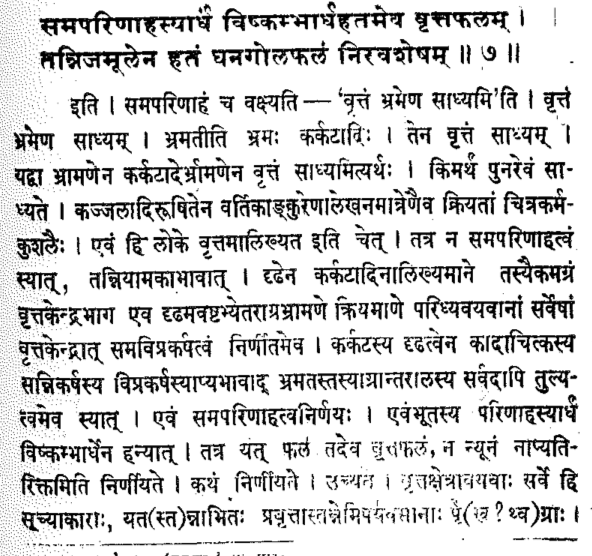 समपरिणाहस्यार्धं विष्कम्भार्धहतमेव वृत्तफलम् ।
तन्निजमूलेन हतं घनगोलफलं निरवशेषम् ॥ ७ ॥
इति । समपरिणाहं च वक्ष्यति — 'वृत्तं भ्रमेण साध्यमि'ति । वृत्तं
भ्रमेण साध्यम् । भ्रमतीति भ्रमः कर्कटादिः । तेन वृत्तं साध्यम् ।
यद्वा भ्रामणेन कर्कटादेर्भ्रामणेन वृत्तं साध्यमित्यर्थः । किमर्थं पुनरेवं सा-
ध्यते । कज्जलादिरूषितेन वर्तिकाङ्कुरेणालेखनमात्रेणैव क्रियतां चित्रकर्म-
कुशलैः । एवं हि लोके वृत्तमालिख्यत इति चेत् । तत्र न समपरिणाहत्वं
स्यात्, तन्नियामकाभावात् । दृढेन कर्कटादिनालिख्यमाने तस्यैकमग्रं
वृत्तकेन्द्रभाग एव दृढमवष्टभ्येतराग्रभ्रामणे क्रियमाणे परिध्यवयवानां सर्वेषां
वृत्तकेन्द्रात् समविप्रकर्षत्वं निर्णीतमेव । कर्कटस्य दृढत्वेन कादाचित्कस्य
सन्निकर्षस्य विप्रकर्षस्याप्यभावाद् भ्रमतस्तस्याग्रान्तरालस्य सर्वदापि तुल्य-
त्वमेव स्यात् । एवं समपरिणाहत्वनिर्णयः । एवंभूतस्य परिणाहस्यार्धं
विष्कम्भार्धेन हन्यात् । तत्र यत् फलं तदेव वृत्तफलं, न न्यूनं नाप्यति-
रिक्तमिति निर्णीयते । कथं निर्णीयते । उच्यते । वृत्तक्षेत्रावयवाः सर्वे हि
सूच्याकाराः, यत(स्त)न्नाभितः प्रवृत्तास्तन्नेमिपर्यवसानाः